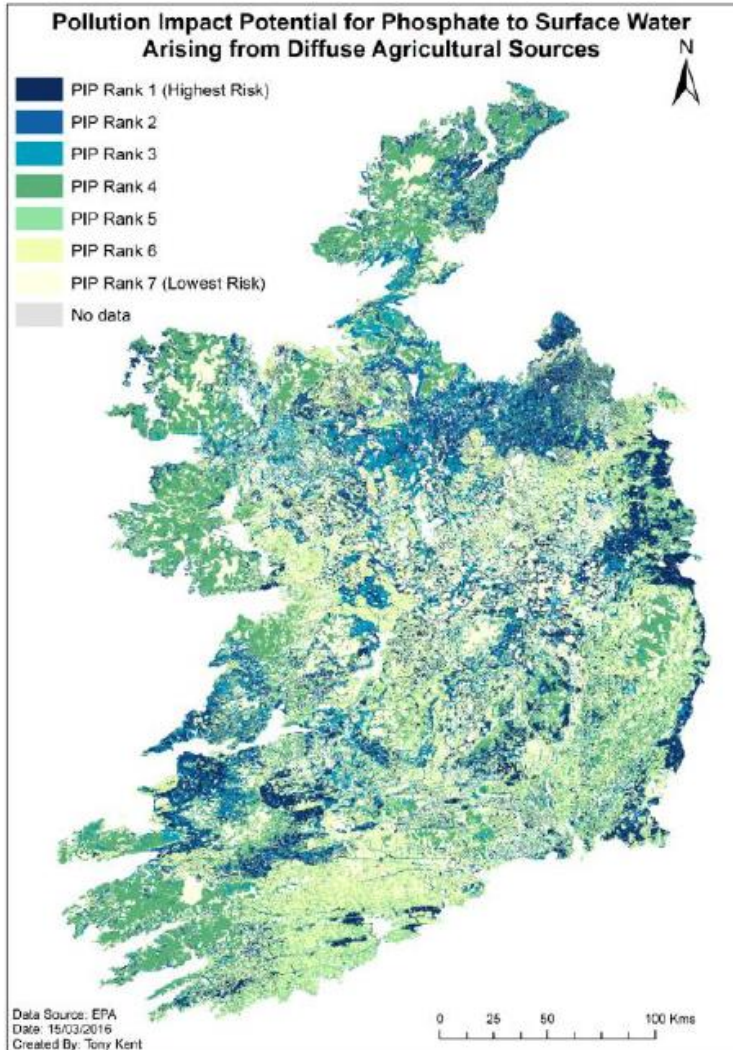 Pollution Impact Potential for Phosphate to Surface Water
Arising from Diffuse Agricultural Sources
N
PIP Rank 1 (Highest Risk)
PIP Rank 2
PIP Rank 3
PIP Rank 4
PIP Rank 5
PIP Rank 6
PIP Rank 7 (Lowest Risk)
No data
Data Source: EPA
Date: 15/03/2016
Created By: Tony Kent
0 25 50 100 Kms